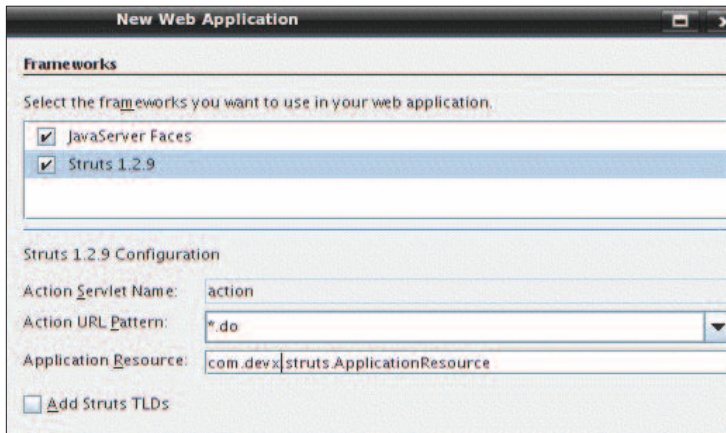 New Web Application
Frameworks
Select the frameworks you want to use in your web application.
JavaServer Faces
Struts 1.2.9
Struts 1.2.9 Configuration
Action Servlet Name: action
Action URL Pattern: *.do
Application Resource: com.devx.struts.ApplicationResource
Add Struts TLDs